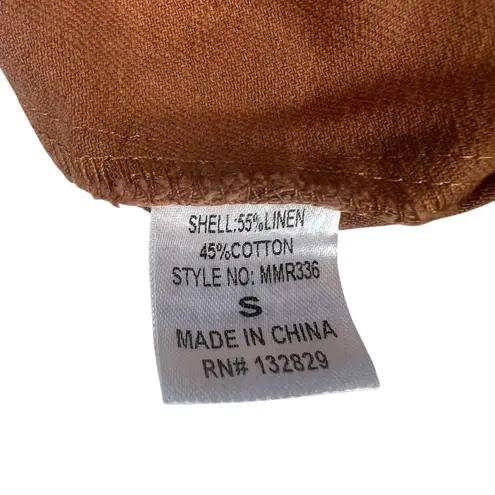 SHELL:55%LINEN
45%COTTON
STYLE NO: MMR336
S
MADE IN CHINA
RN# 132829